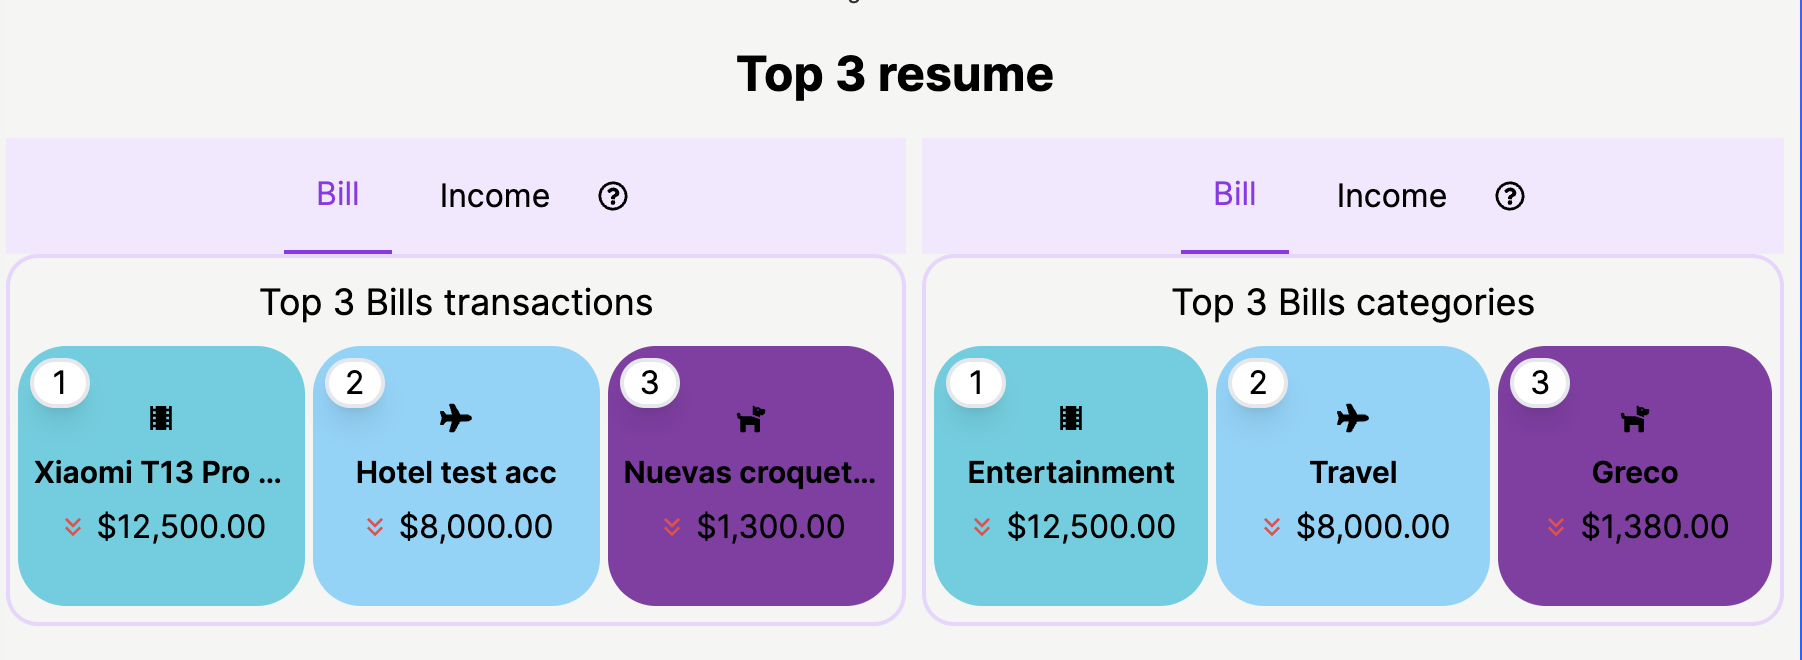 Top 3 resume
Bill Income ?
Top 3 Bills transactions
1
Xiaomi T13 Pro ...
$12,500.00
2
Hotel test acc
$8,000.00
3
Nuevas croquet...
$1,300.00
Bill Income ?
Top 3 Bills categories
1
Entertainment
$12,500.00
2
Travel
$8,000.00
3
Greco
$1,380.00